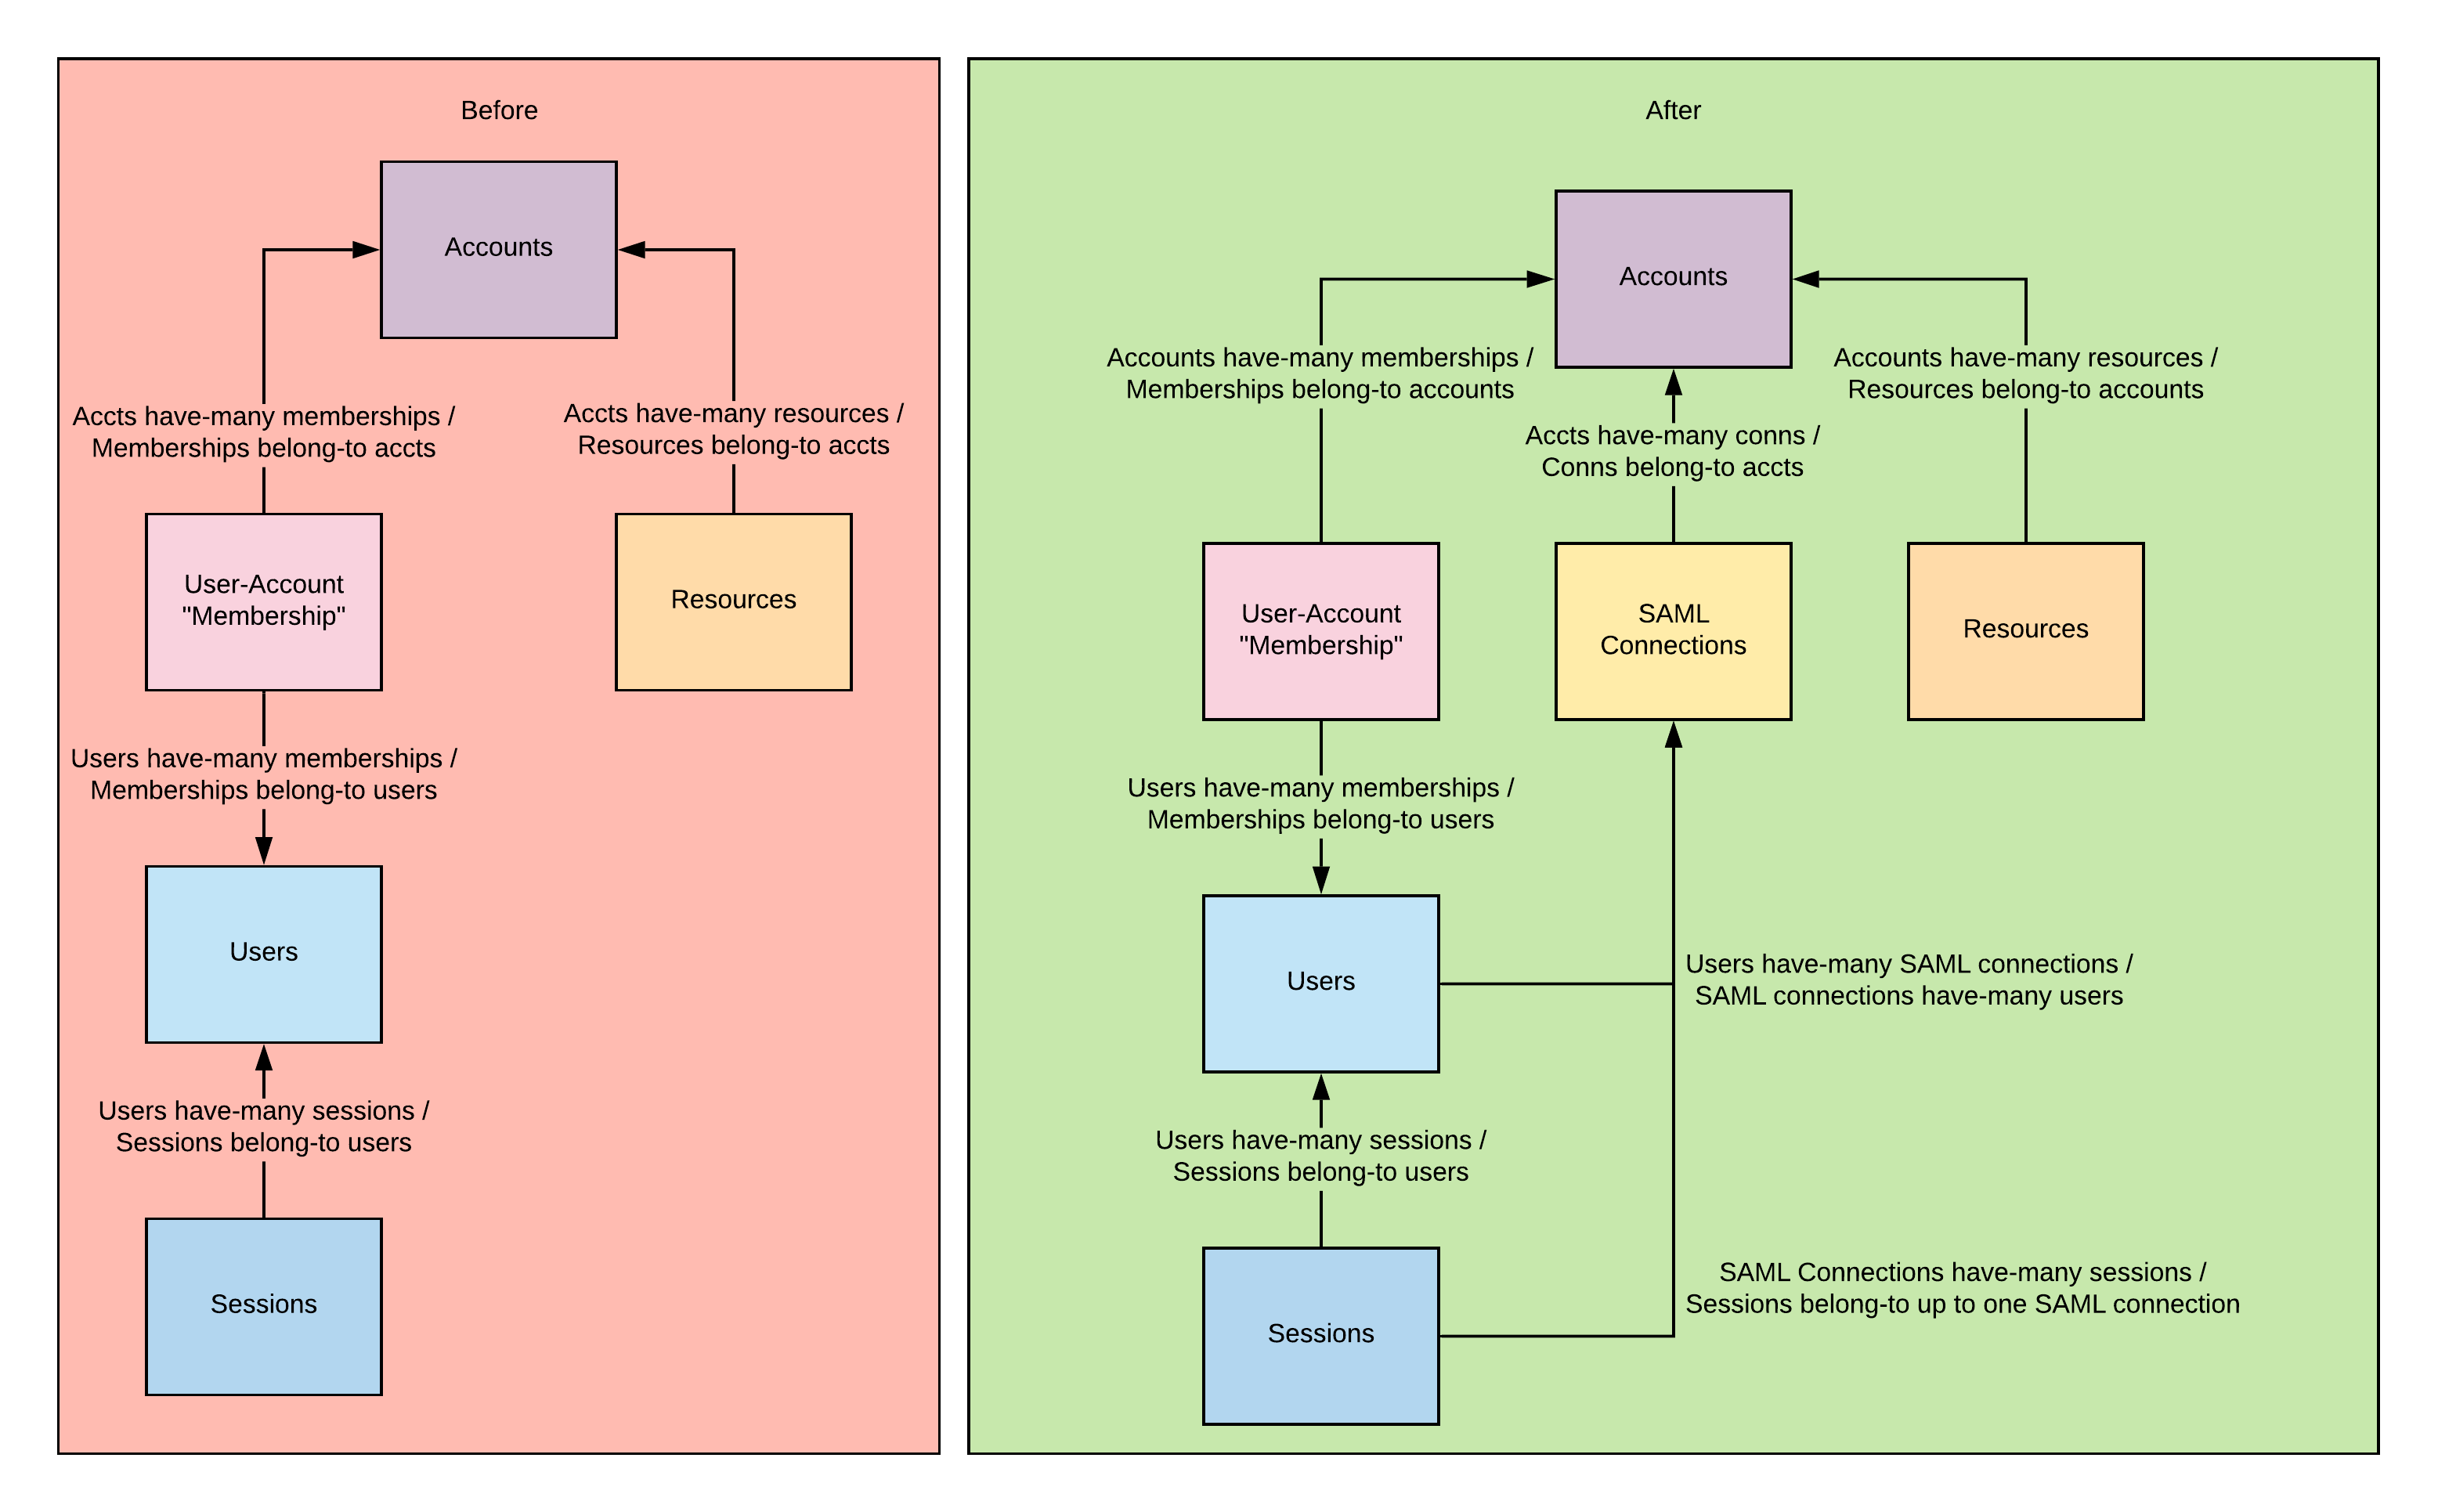 Before
Accounts
Accts have-many memberships /
Memberships belong-to accts
Accts have-many resources /
Resources belong-to accts
User-Account
"Membership"
Resources
Users have-many memberships /
Memberships belong-to users
Users
Users have-many sessions /
Sessions belong-to users
Sessions
After
Accounts
Accounts have-many memberships /
Memberships belong-to accounts
Accts have-many conns /
Conns belong-to accts
Accounts have-many resources /
Resources belong-to accounts
User-Account
"Membership"
SAML
Connections
Resources
Users have-many memberships /
Memberships belong-to users
Users
Users have-many SAML connections /
SAML connections have-many users
Users have-many sessions /
Sessions belong-to users
Sessions
SAML Connections have-many sessions /
Sessions belong-to up to one SAML connection